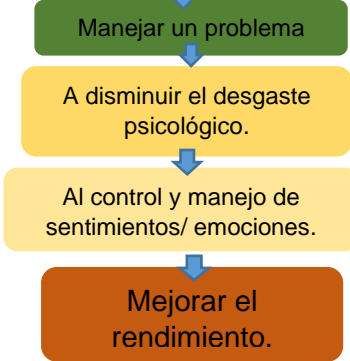 Manejar un problema
A disminuir el desgaste
psicológico.
Al control y manejo de
sentimientos/ emociones.
Mejorar el
rendimiento.